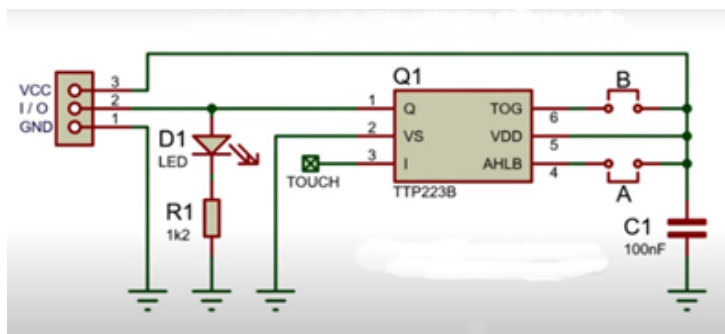 VCC
I/O
GND
3
2
1
D1
LED
R1
1k2
TOUCH
Q1
1
2
3
Q
VS
I
TOG
VDD
AHLB
6
5
4
TTP223B
B
A
C1
100nF